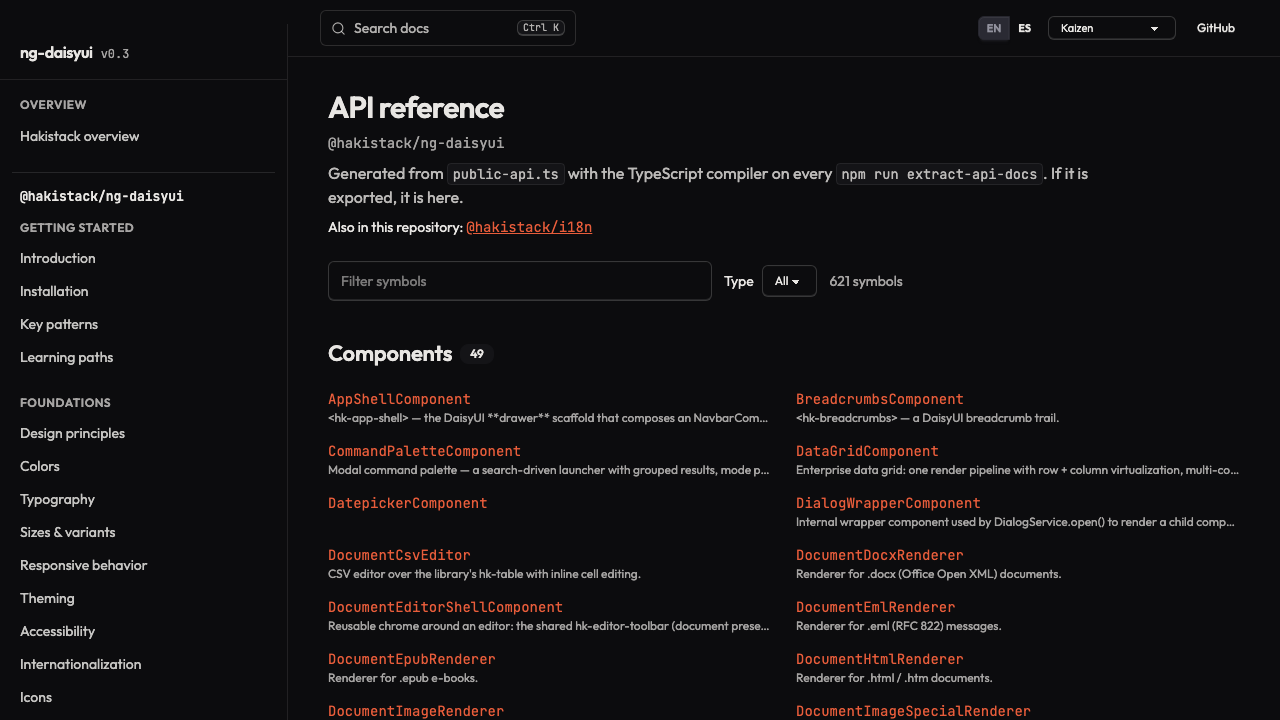 ng-daisyui v0.3
Search docs
Ctrl K
EN
ES
Kaizen
GitHub
OVERVIEW
Hakistack overview
@hakistack/ng-daisyui
GETTING STARTED
Introduction
Installation
Key patterns
Learning paths
FOUNDATIONS
Design principles
Colors
Typography
Sizes & variants
Responsive behavior
Theming
Accessibility
Internationalization
Icons
API reference
@hakistack/ng-daisyui
Generated from public-api.ts with the TypeScript compiler on every npm run extract-api-docs. If it is
exported, it is here.
Also in this repository: @hakistack/i18n
Filter symbols
Type
All
621 symbols
Components 49
AppShellComponent
<hk-app-shell> — the DaisyUI **drawer** scaffold that composes an NavbarCom...
BreadcrumbsComponent
<hk-breadcrumbs> — a DaisyUI breadcrumb trail.
CommandPaletteComponent
Modal command palette — a search-driven launcher with grouped results, mode p...
DataGridComponent
Enterprise data grid: one render pipeline with row + column virtualization, multi-co...
DatepickerComponent
DialogWrapperComponent
Internal wrapper component used by DialogService.open() to render a child comp...
DocumentCsvEditor
CSV editor over the library's hk-table with inline cell editing.
DocumentDocxRenderer
Renderer for .docx (Office Open XML) documents.
DocumentEditorShellComponent
Reusable chrome around an editor: the shared hk-editor-toolbar (document prese...
DocumentEmlRenderer
Renderer for .eml (RFC 822) messages.
DocumentEpubRenderer
Renderer for .epub e-books.
DocumentHtmlRenderer
Renderer for .html / .htm documents.
DocumentImageRenderer
DocumentImageSpecialRenderer